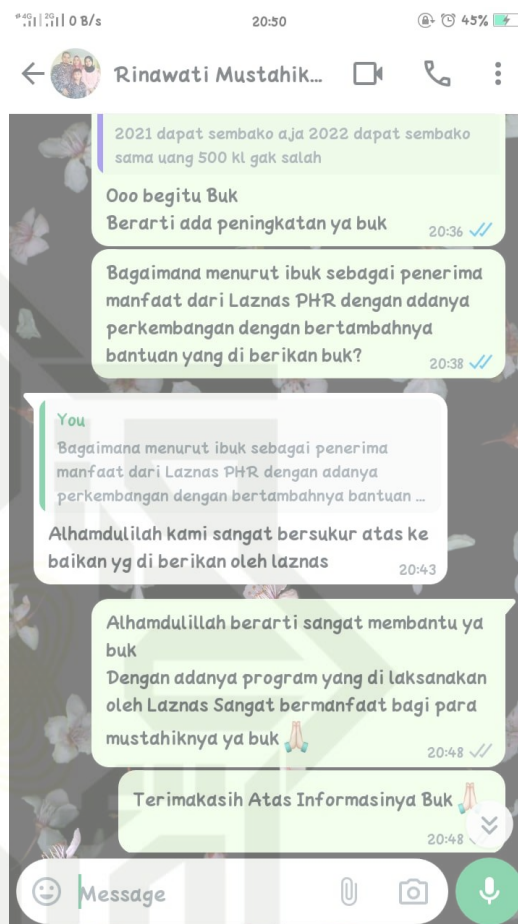 4G 2G 0 B/s 20:50 45%
Rinawati Mustahik...
2021 dapat sembako aja 2022 dapat sembako
sama uang 500 kl gak salah
Ooo begitu Buk
Berarti ada peningkatan ya buk 20:36
Bagaimana menurut ibuk sebagai penerima
manfaat dari Laznas PHR dengan adanya
perkembangan dengan bertambahnya
bantuan yang di berikan buk? 20:38
You
Bagaimana menurut ibuk sebagai penerima
manfaat dari Laznas PHR dengan adanya
perkembangan dengan bertambahnya bantuan ...
Alhamdulilah kami sangat bersukur atas ke
baikan yg di berikan oleh laznas 20:43
Alhamdulillah berarti sangat membantu ya
buk
Dengan adanya program yang di laksanakan
oleh Laznas Sangat bermanfaat bagi para
mustahiknya ya buk 🙏 20:48
Terimakasih Atas Informasinya Buk 🙏
20:48
Message